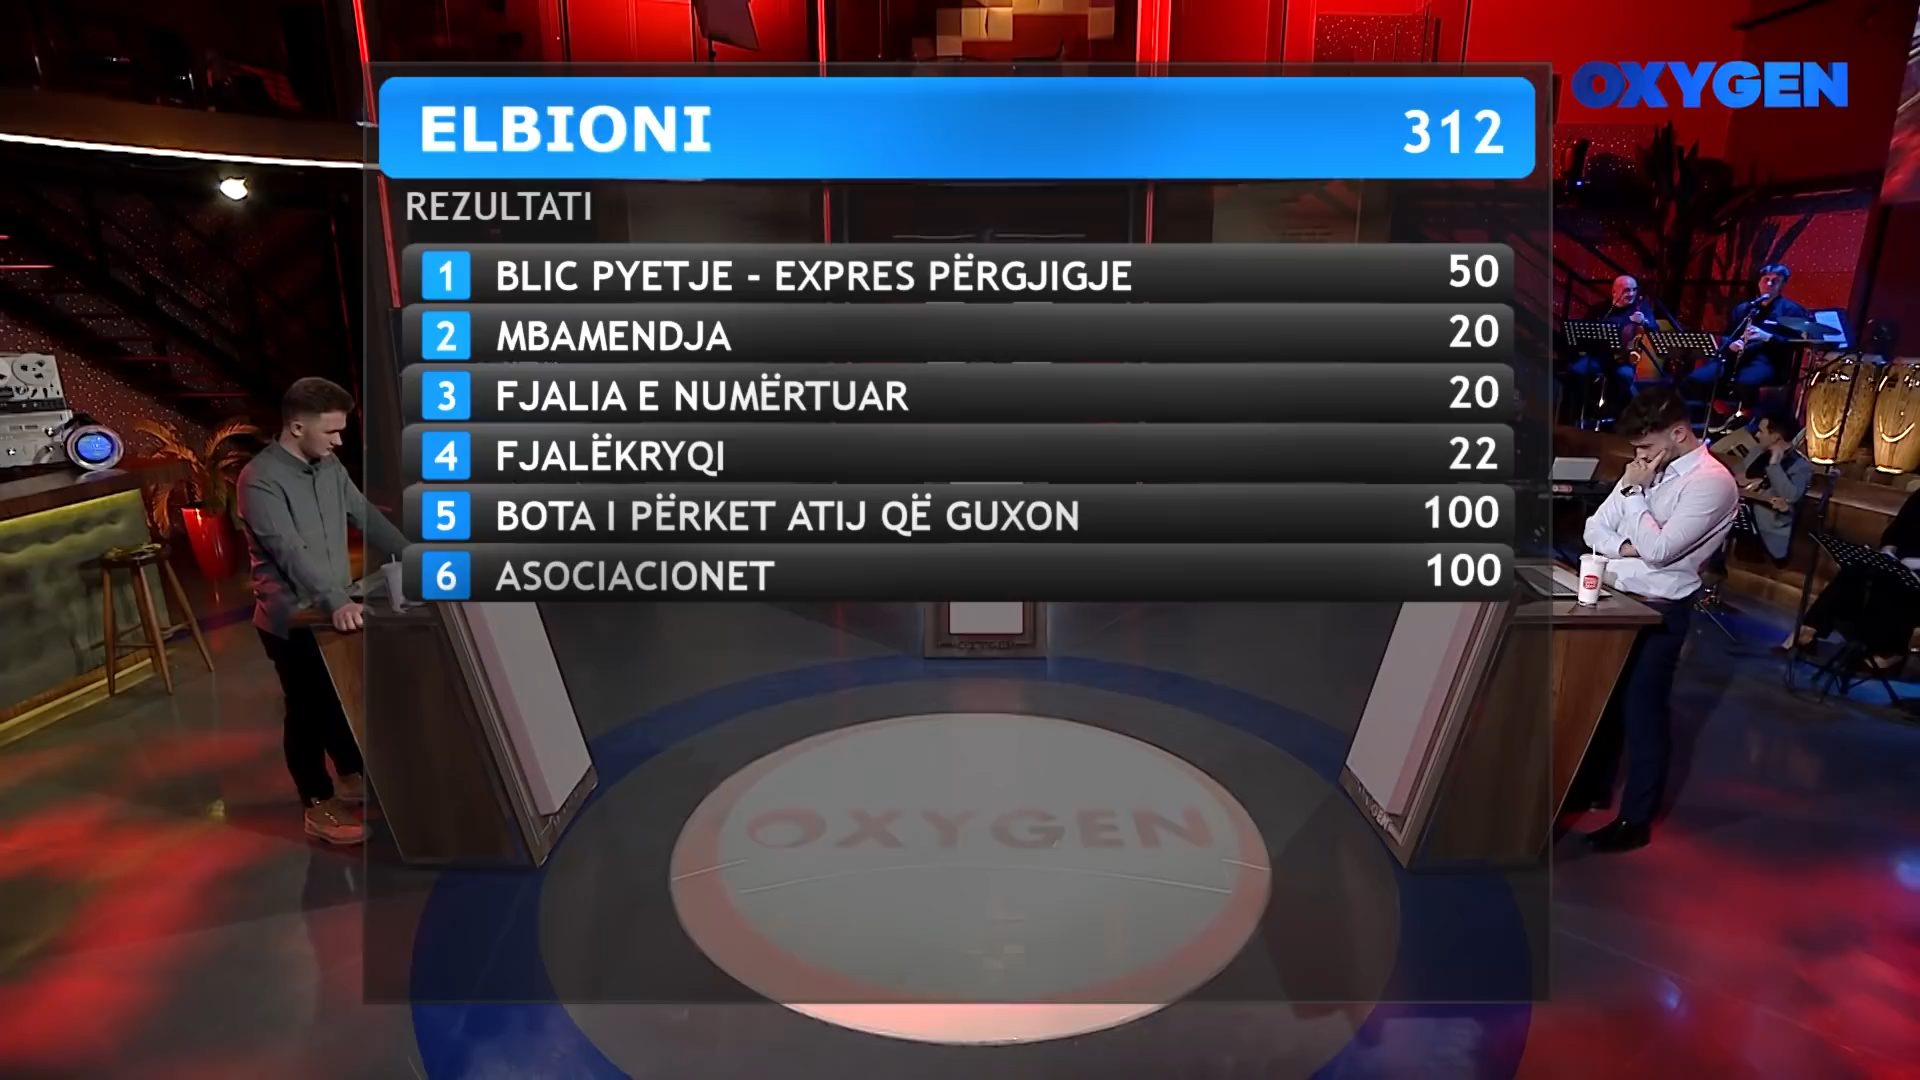 OXYGEN
ELBIONI 312
REZULTATI
1 BLIC PYETJE - EXPRES PËRGJIGJE 50
2 MBAMENDJA 20
3 FJALIA E NUMËRTUAR 20
4 FJALËKRYQI 22
5 BOTA I PËRKET ATIJ QË GUXON 100
6 ASOCIACIONET 100
OXYGEN